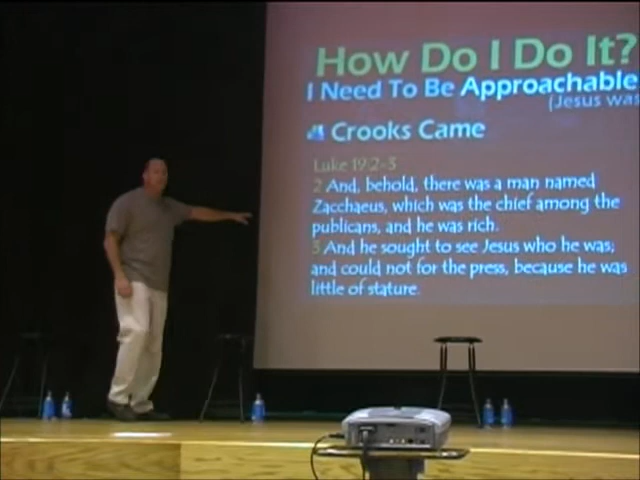 How Do I Do It?
I Need To Be Approachable
(Jesus was
Crooks Came
Luke 19:2-3
2 And, behold, there was a man named
Zacchaeus, which was the chief among the
publicans, and he was rich.
3 And he sought to see Jesus who he was;
and could not for the press, because he was
little of stature.